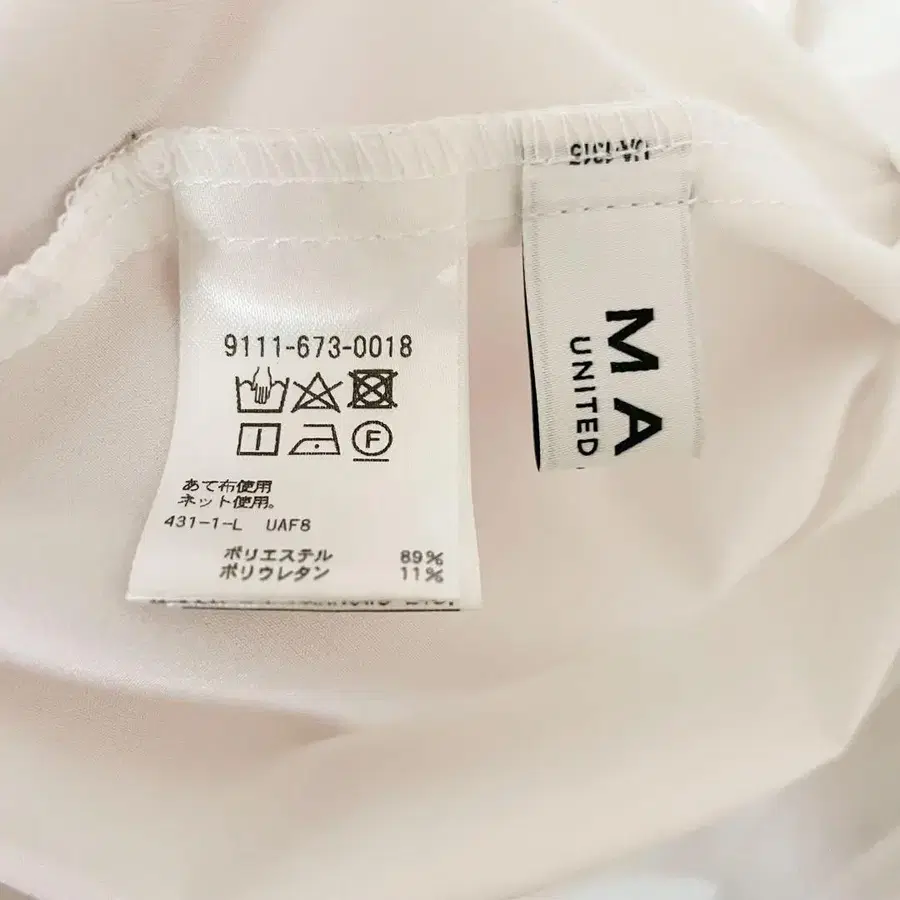 9111-673-0018
F
あて布使用
ネット使用。
431-1-L UAF8
ポリエステル 89%
ポリウレタン 11%
MA
UNITED